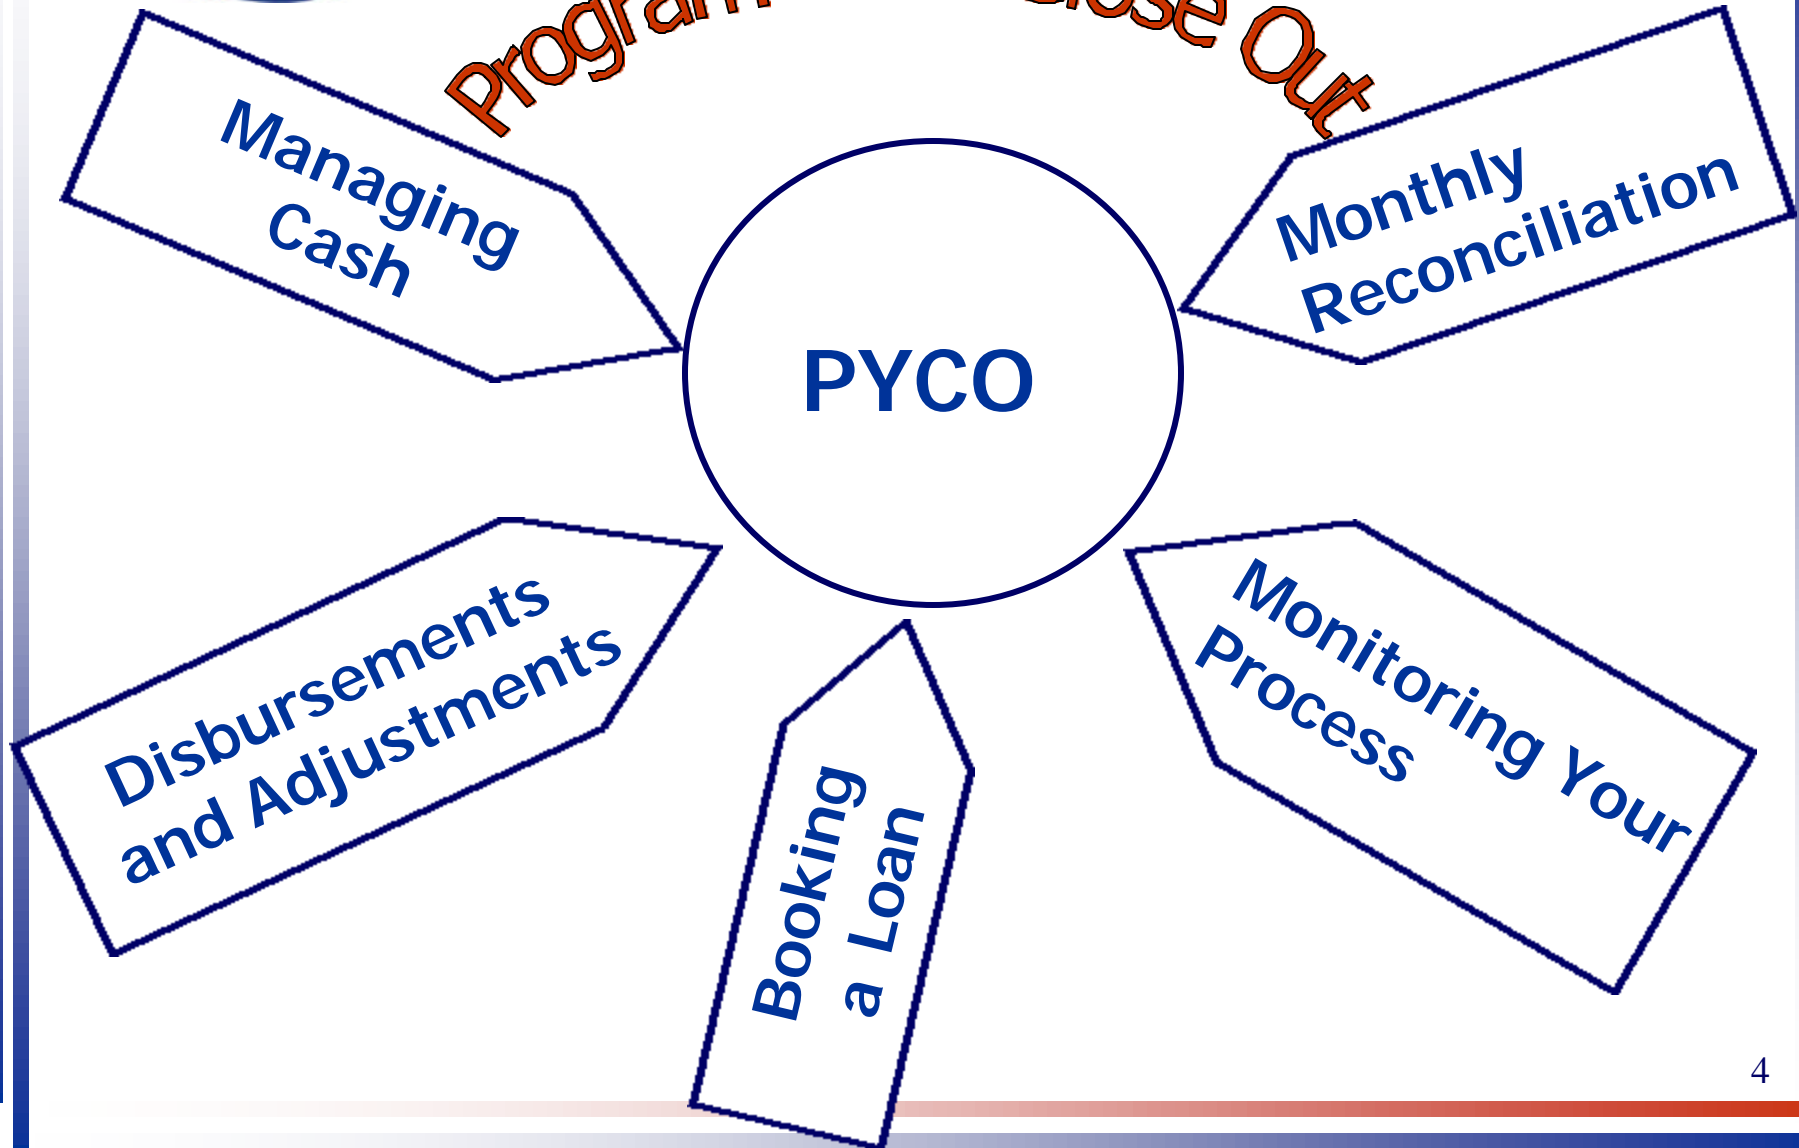 Program
Out
Managing
Cash
Monthly
Reconciliation
PYCO
Disbursements
and Adjustments
Monitoring Your
Process
Booking
a Loan
4